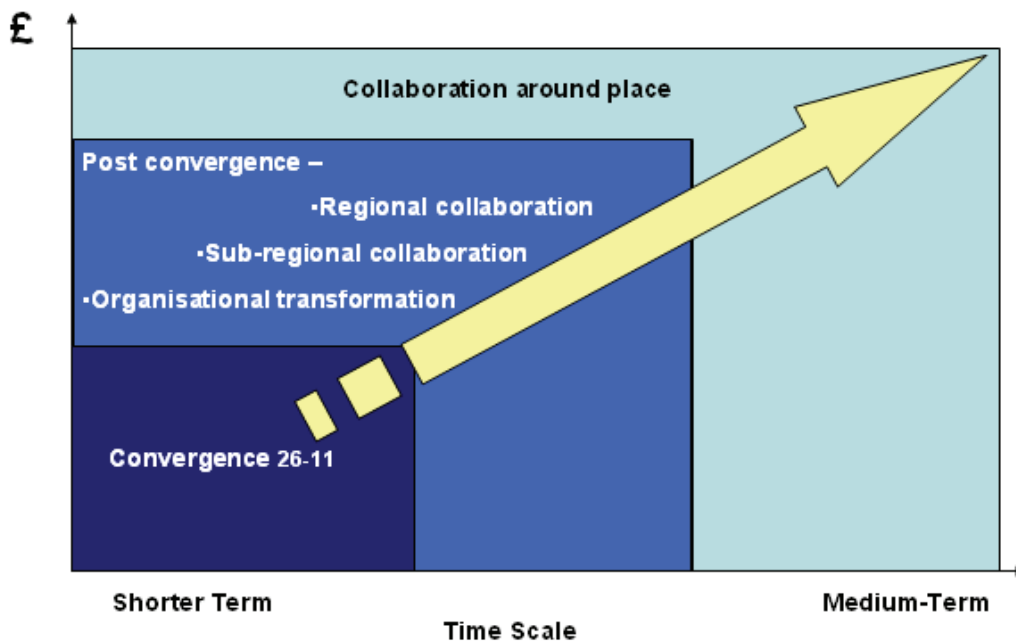 £
Collaboration around place
Post convergence –
▪Regional collaboration
▪Sub-regional collaboration
▪Organisational transformation
Convergence 26-11
Shorter Term
Medium-Term
Time Scale